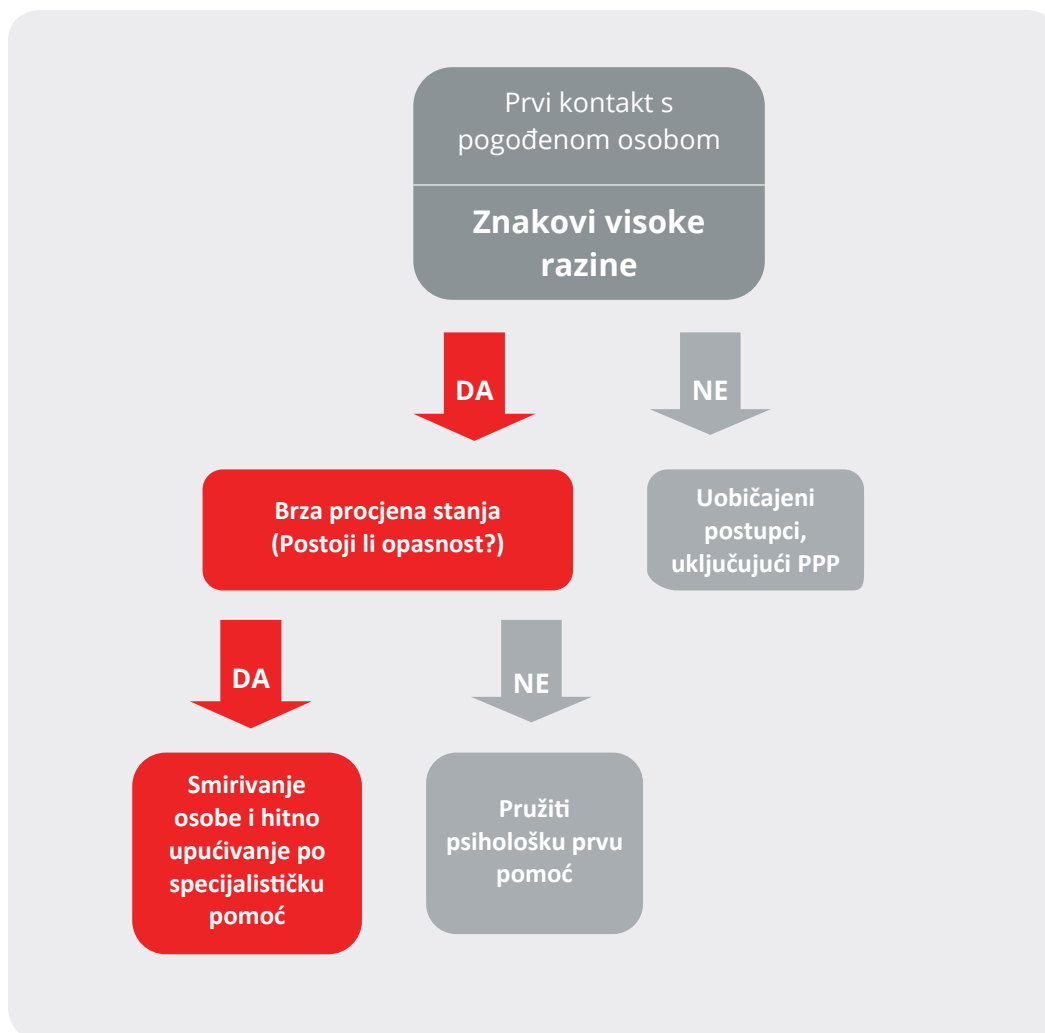 Prvi kontakt s
pogođenom osobom
Znakovi visoke
razine
DA
NE
Brza procjena stanja
(Postoji li opasnost?)
Uobičajeni
postupci,
uključujući PPP
DA
NE
Smirivanje
osobe i hitno
upućivanje po
specijalističku
pomoć
Pružiti
psihološku prvu
pomoć